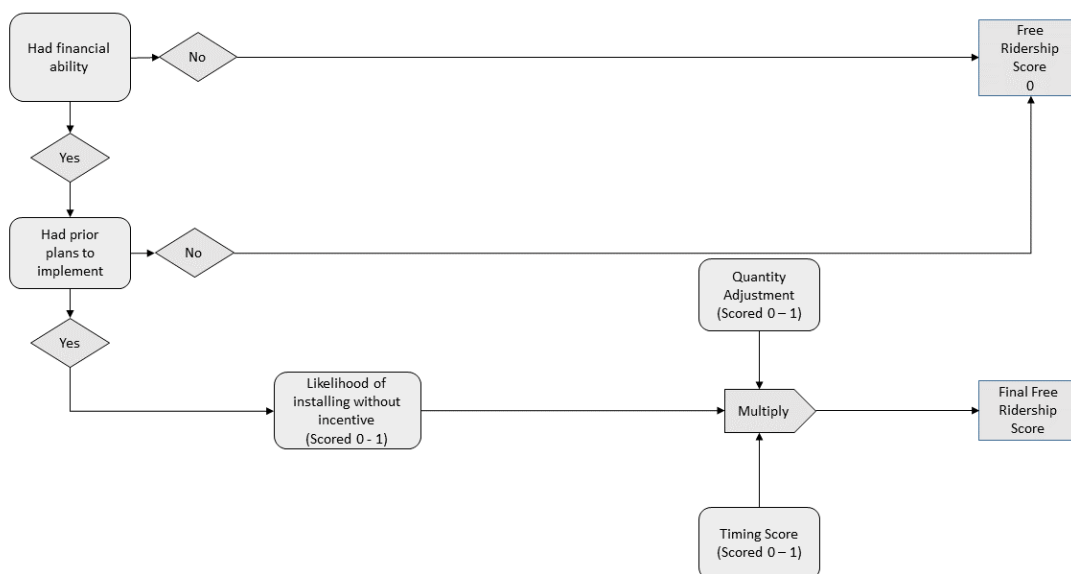 Had financial
ability
No
Free
Ridership
Score
0
Yes
Had prior
plans to
implement
No
Quantity
Adjustment
(Scored 0 – 1)
Yes
Likelihood of
installing without
incentive
(Scored 0 - 1)
Multiply
Final Free
Ridership
Score
Timing Score
(Scored 0 – 1)